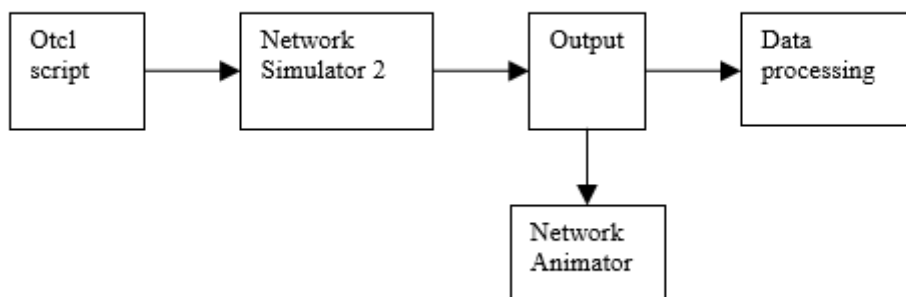 Otcl
script
Network
Simulator 2
Output
Data
processing
Network
Animator